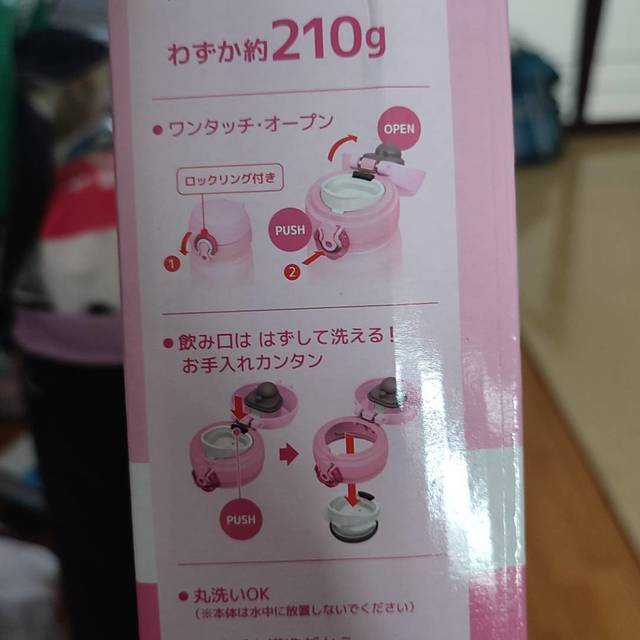 わずか約210g
● ワンタッチ・オープン
OPEN
ロックリング付き
PUSH
1
2
● 飲み口は はずして洗える！
お手入れカンタン
PUSH
● 丸洗いOK
（※本体は水中に放置しないでください）